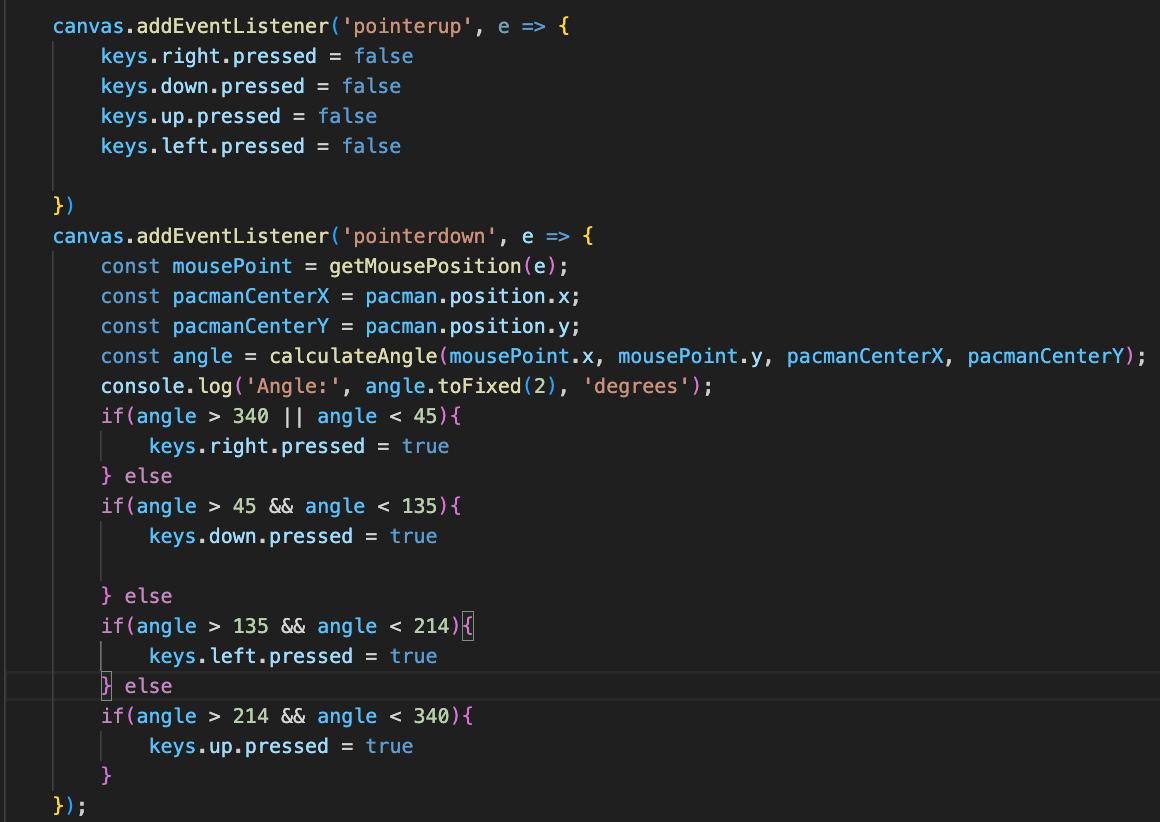 canvas.addEventListener('pointerup', e => {
keys.right.pressed = false
keys.down.pressed = false
keys.up.pressed = false
keys.left.pressed = false
})
canvas.addEventListener('pointerdown', e => {
const mousePoint = getMousePosition(e);
const pacmanCenterX = pacman.position.x;
const pacmanCenterY = pacman.position.y;
const angle = calculateAngle(mousePoint.x, mousePoint.y, pacmanCenterX, pacmanCenterY);
console.log('Angle:', angle.toFixed(2), 'degrees');
if(angle > 340 || angle < 45){
keys.right.pressed = true
} else
if(angle > 45 && angle < 135){
keys.down.pressed = true
} else
if(angle > 135 && angle < 214){
keys.left.pressed = true
} else
if(angle > 214 && angle < 340){
keys.up.pressed = true
}
});